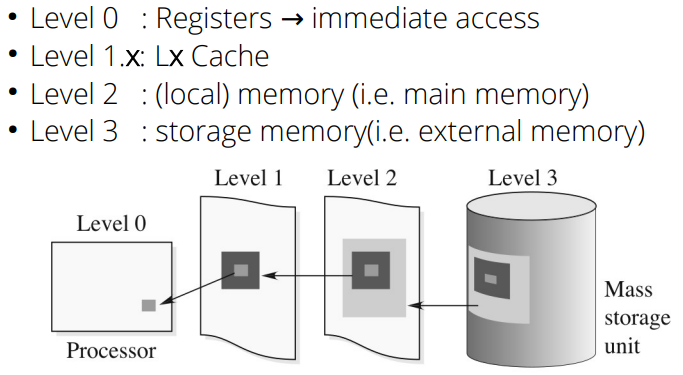 • Level 0 : Registers → immediate access
• Level 1.x: Lx Cache
• Level 2 : (local) memory (i.e. main memory)
• Level 3 : storage memory(i.e. external memory)
Level 0
Level 1
Level 2
Level 3
Processor
Mass
storage
unit